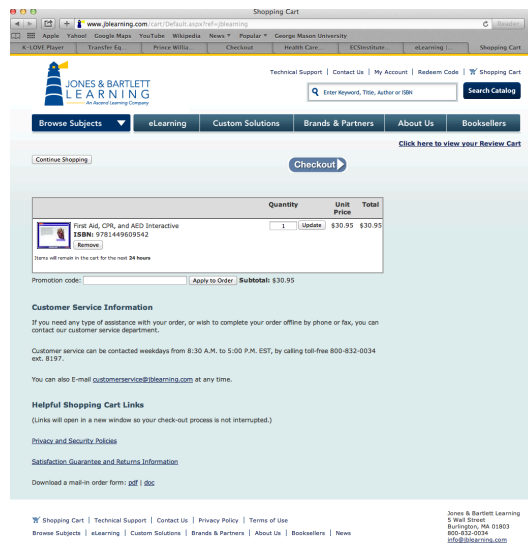 Shopping Cart
www.jblearning.com/cart/Default.aspx?ref=jblearning
Reader
Apple Yahoo! Google Maps YouTube Wikipedia News Popular George Mason University
K-LOVE Player Transfer Eq... Prince Willia... Checkout Health Care... ECSInstitute... eLearning |... Shopping Cart
Technical Support | Contact Us | My Account | Redeem Code | Shopping Cart
JONES & BARTLETT
LEARNING
An Ascend Learning Company
Enter Keyword, Title, Author or ISBN
Search Catalog
Browse Subjects eLearning Custom Solutions Brands & Partners About Us Booksellers
Click here to view your Review Cart
Continue Shopping
Checkout
Quantity Unit Price Total
First Aid, CPR, and AED Interactive 1 Update $30.95 $30.95
ISBN: 9781449609542
Remove
Items will remain in the cart for the next 24 hours
Promotion code: Apply to Order Subtotal: $30.95
Customer Service Information
If you need any type of assistance with your order, or wish to complete your order offline by phone or fax, you can
contact our customer service department.
Customer service can be contacted weekdays from 8:30 A.M. to 5:00 P.M. EST, by calling toll-free 800-832-0034
ext. 8197.
You can also E-mail customerservice@jblearning.com at any time.
Helpful Shopping Cart Links
(Links will open in a new window so your check-out process is not interrupted.)
Privacy and Security Policies
Satisfaction Guarantee and Returns Information
Download a mail-in order form: pdf | doc
Shopping Cart | Technical Support | Contact Us | Privacy Policy | Terms of Use
Browse Subjects | eLearning | Custom Solutions | Brands & Partners | About Us | Booksellers | News
Jones & Bartlett Learning
5 Wall Street
Burlington, MA 01803
800-832-0034
info@jblearning.com